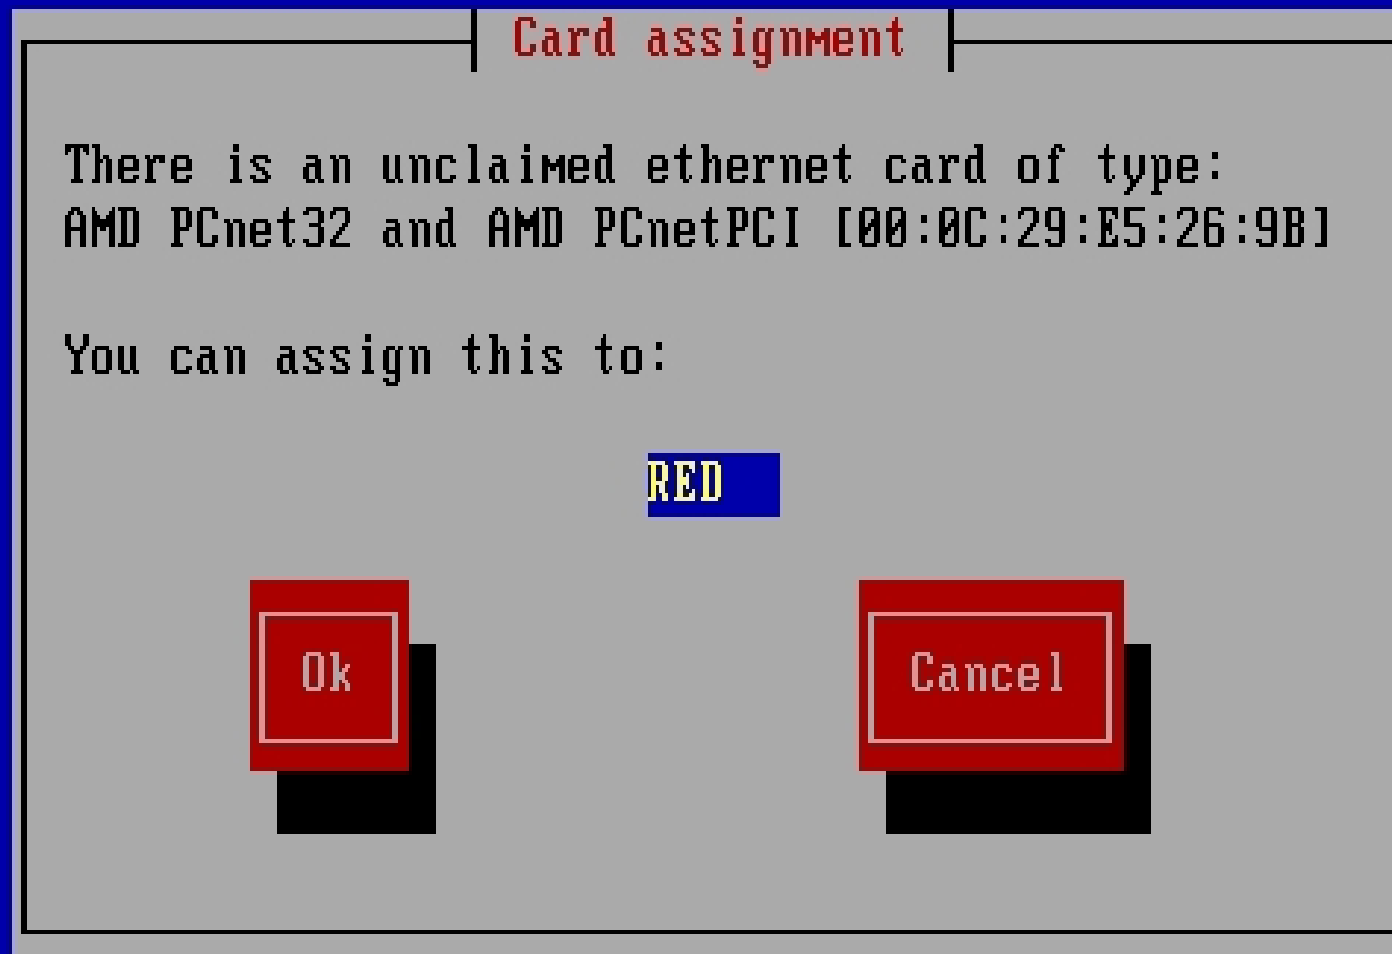 Card assignment
There is an unclaimed ethernet card of type:
AMD PCnet32 and AMD PCnetPCI [00:0C:29:E5:26:9B]
You can assign this to:
RED
Ok
Cancel